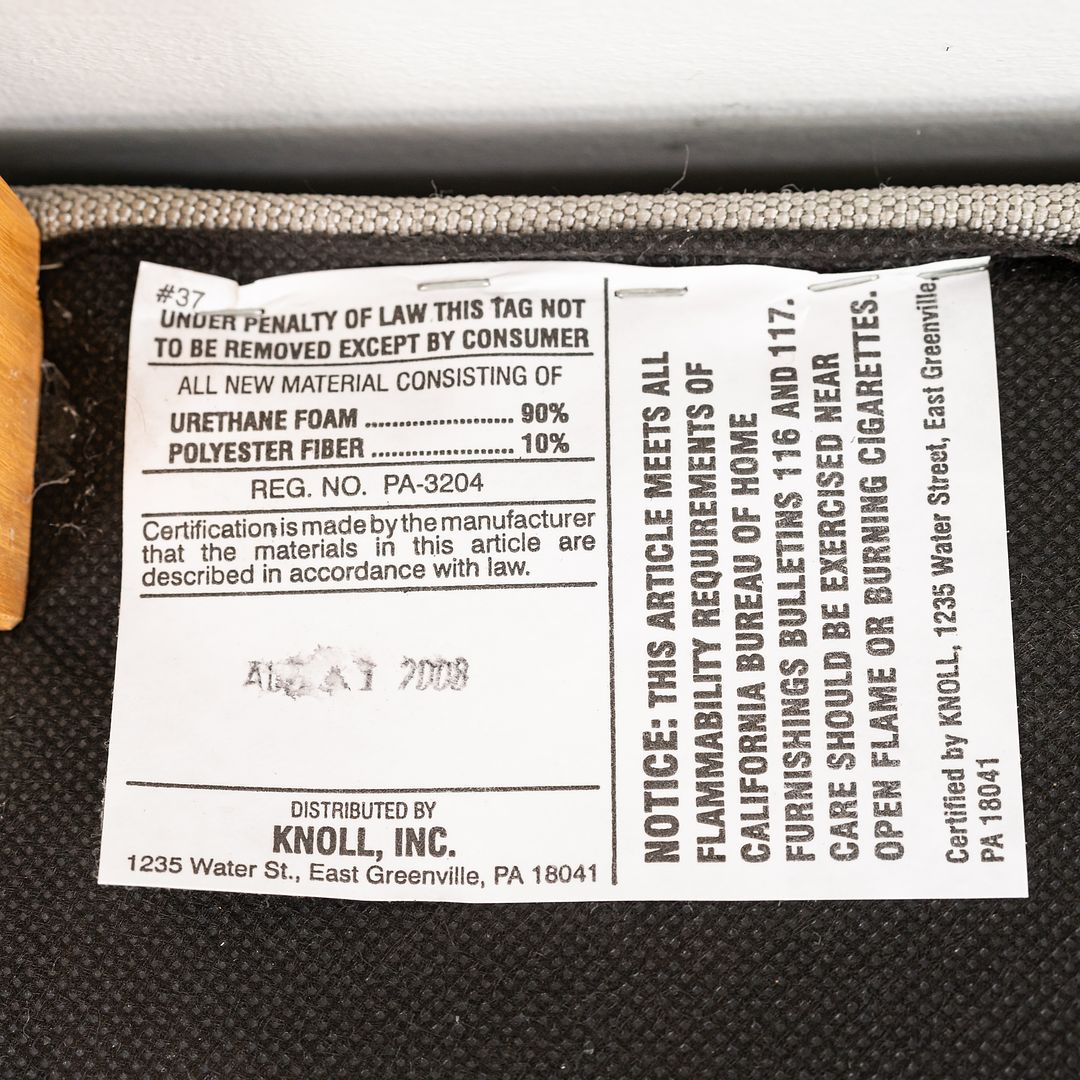 #37
UNDER PENALTY OF LAW THIS TAG NOT
TO BE REMOVED EXCEPT BY CONSUMER
ALL NEW MATERIAL CONSISTING OF
URETHANE FOAM ...................... 90%
POLYESTER FIBER ..................... 10%
REG. NO. PA-3204
Certification is made by the manufacturer
that the materials in this article are
described in accordance with law.
2008
DISTRIBUTED BY
KNOLL, INC.
1235 Water St., East Greenville, PA 18041
NOTICE: THIS ARTICLE MEETS ALL
FLAMMABILITY REQUIREMENTS OF
CALIFORNIA BUREAU OF HOME
FURNISHINGS BULLETINS 116 AND 117.
CARE SHOULD BE EXERCISED NEAR
OPEN FLAME OR BURNING CIGARETTES.
Certified by KNOLL, 1235 Water Street, East Greenville,
PA 18041